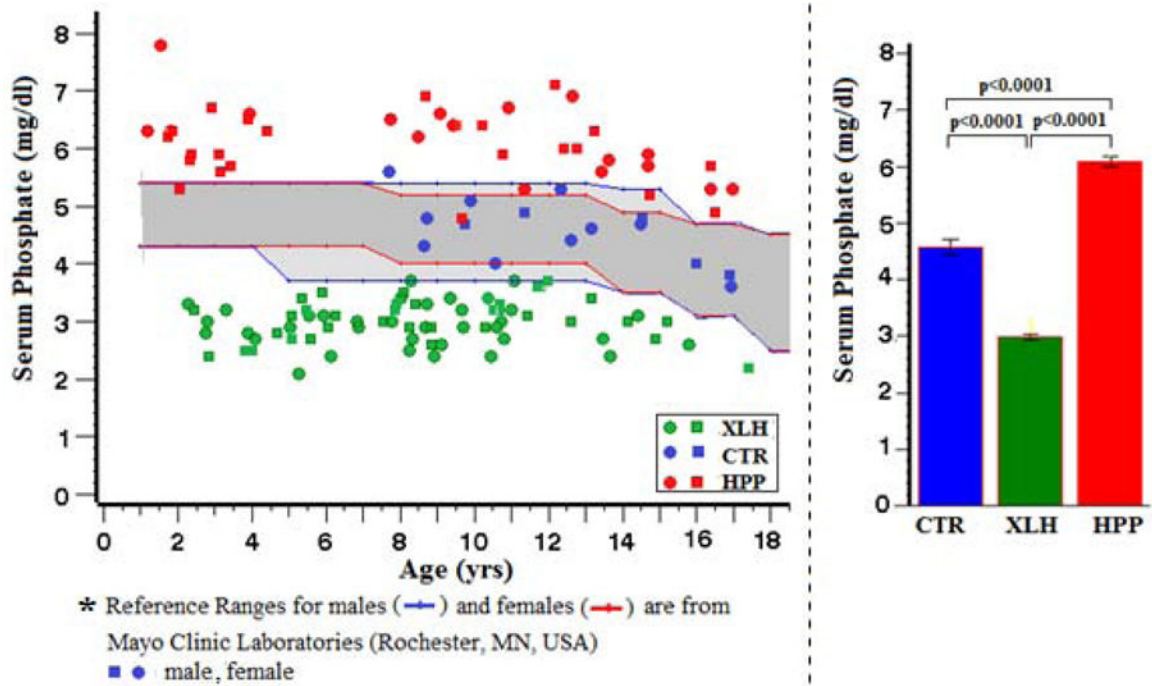 Serum Phosphate (mg/dl)
8
7
6
5
4
3
2
1
0
0 2 4 6 8 10 12 14 16 18
Age (yrs)
XLH
CTR
HPP
* Reference Ranges for males ( ) and females ( ) are from
Mayo Clinic Laboratories (Rochester, MN, USA)
male, female
Serum Phosphate (mg/dl)
8
7
6
5
4
3
2
1
0
p<0.0001
p<0.0001 p<0.0001
CTR XLH HPP